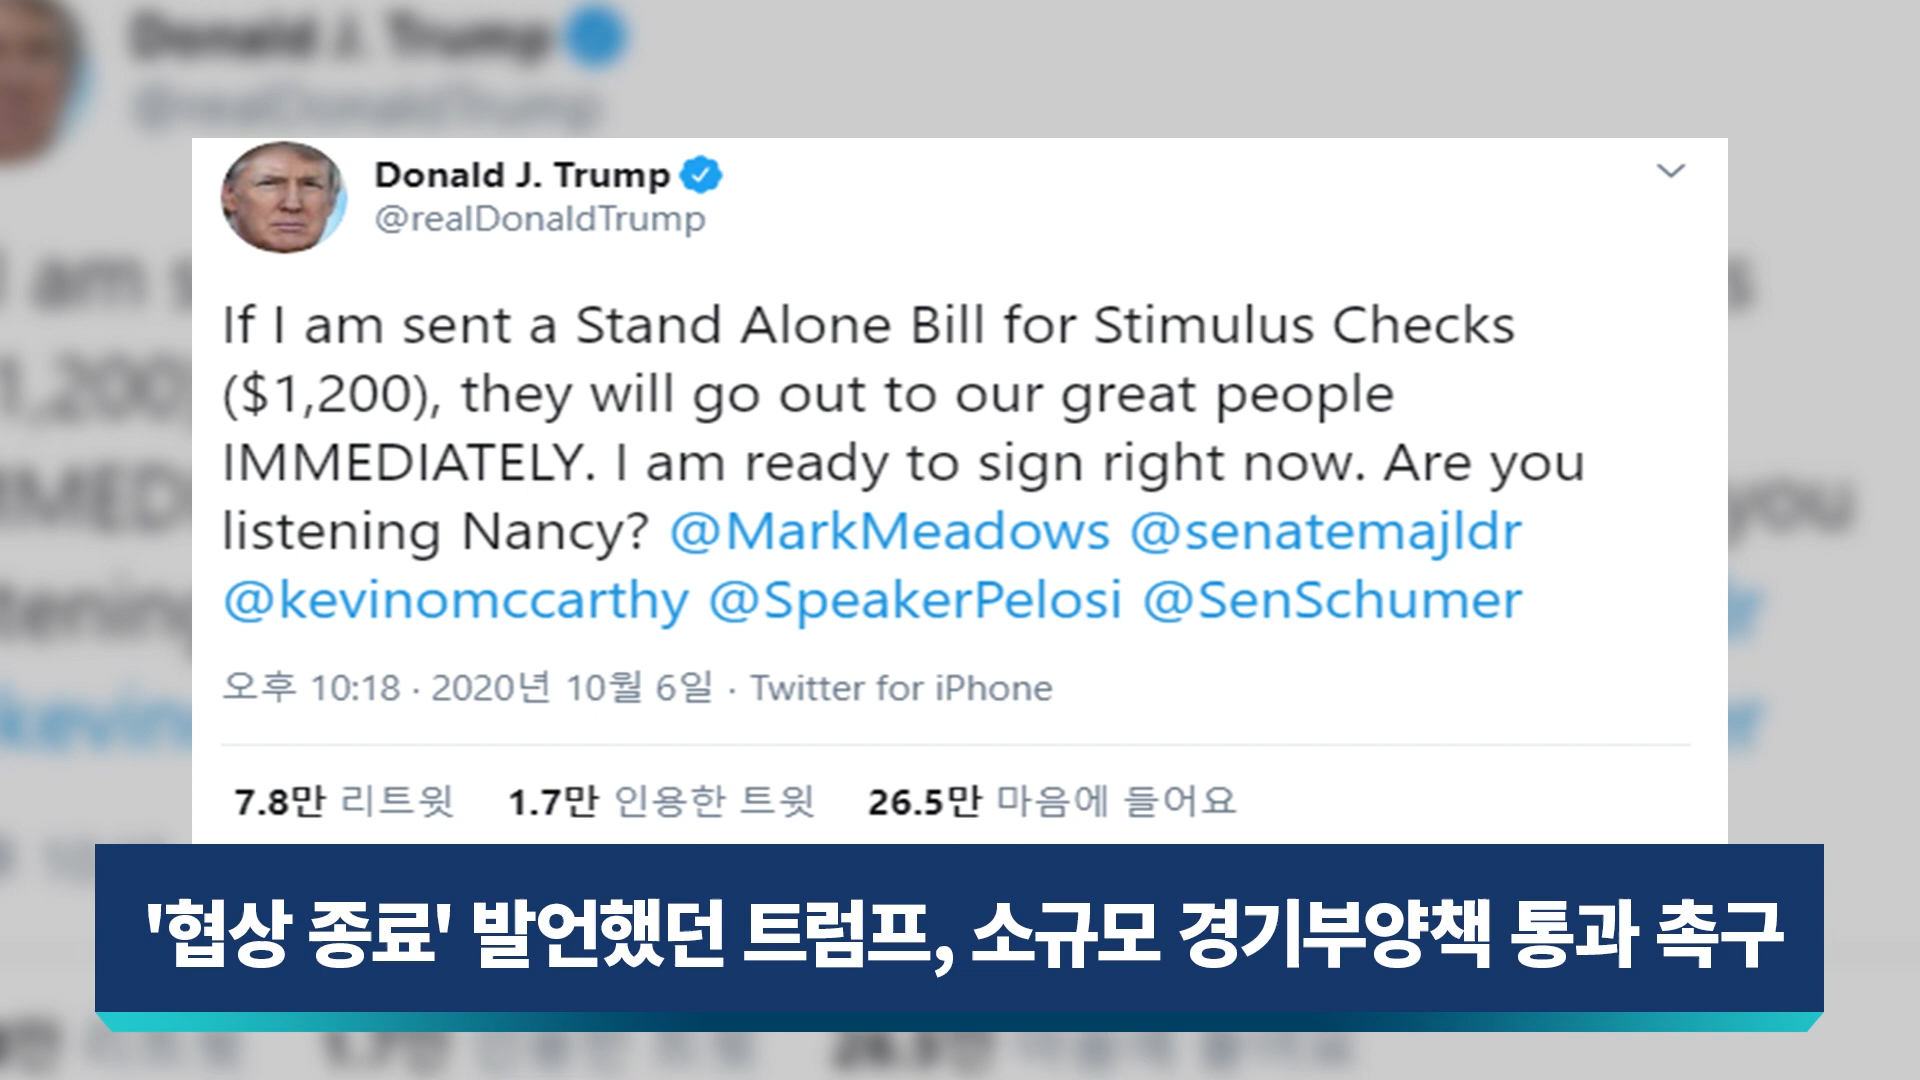 Donald J. Trump
@realDonaldTrump
Donald J. Trump
@realDonaldTrump
If I am sent a Stand Alone Bill for Stimulus Checks
($1,200), they will go out to our great people
IMMEDIATELY. I am ready to sign right now. Are you
listening Nancy? @MarkMeadows @senatemajldr
@kevinomccarthy @SpeakerPelosi @SenSchumer
오후 10:18 · 2020년 10월 6일 · Twitter for iPhone
7.8만 리트윗 1.7만 인용한 트윗 26.5만 마음에 들어요
'협상 종료' 발언했던 트럼프, 소규모 경기부양책 통과 촉구